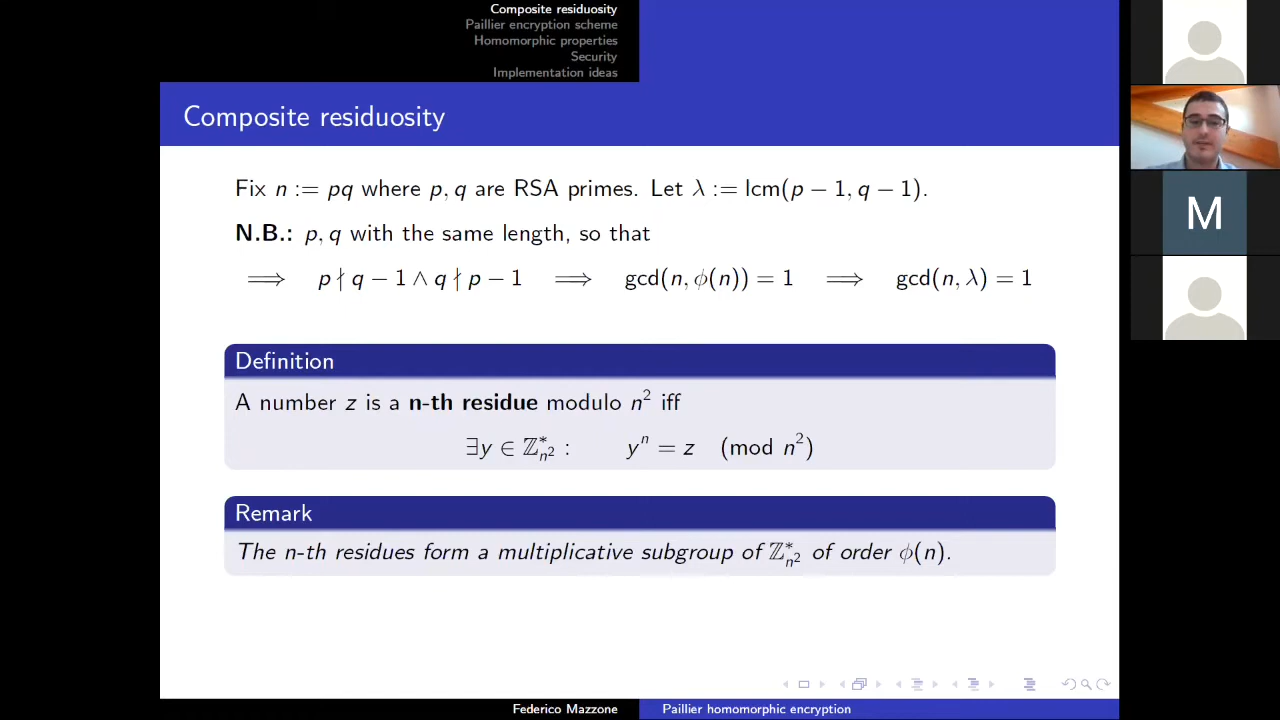 Composite residuosity
Paillier encryption scheme
Homomorphic properties
Security
Implementation ideas
Composite residuosity
Fix n := pq where p, q are RSA primes. Let λ := lcm(p − 1, q − 1).
N.B.: p, q with the same length, so that
⟹ p ∤ q − 1 ∧ q ∤ p − 1 ⟹ gcd(n, ϕ(n)) = 1 ⟹ gcd(n, λ) = 1
Definition
A number z is a n-th residue modulo n² iff
∃y ∈ ℤ*ₙ² : yⁿ = z (mod n²)
Remark
The n-th residues form a multiplicative subgroup of ℤ*ₙ² of order ϕ(n).
Federico Mazzone
Paillier homomorphic encryption
M